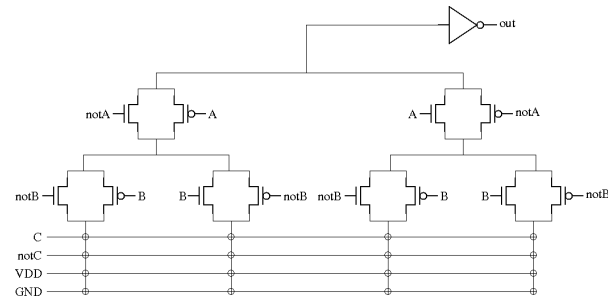 out
notA A A notA
notB B B notB notB B B notB
C
notC
VDD
GND